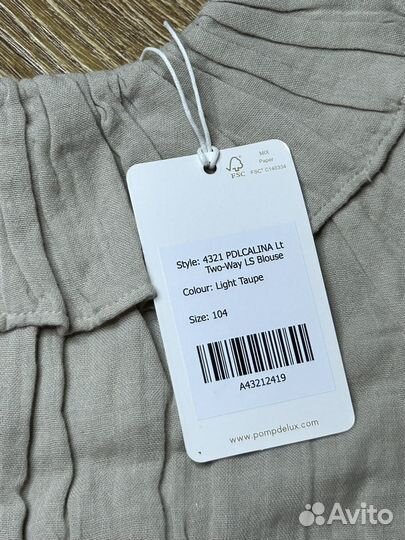 FSC
MIX
Paper
FSC® C148334
Style: 4321 PDLCALINA Lt
Two-Way LS Blouse
Colour: Light Taupe
Size: 104
A43212419
www.pompdelux.com
Avito